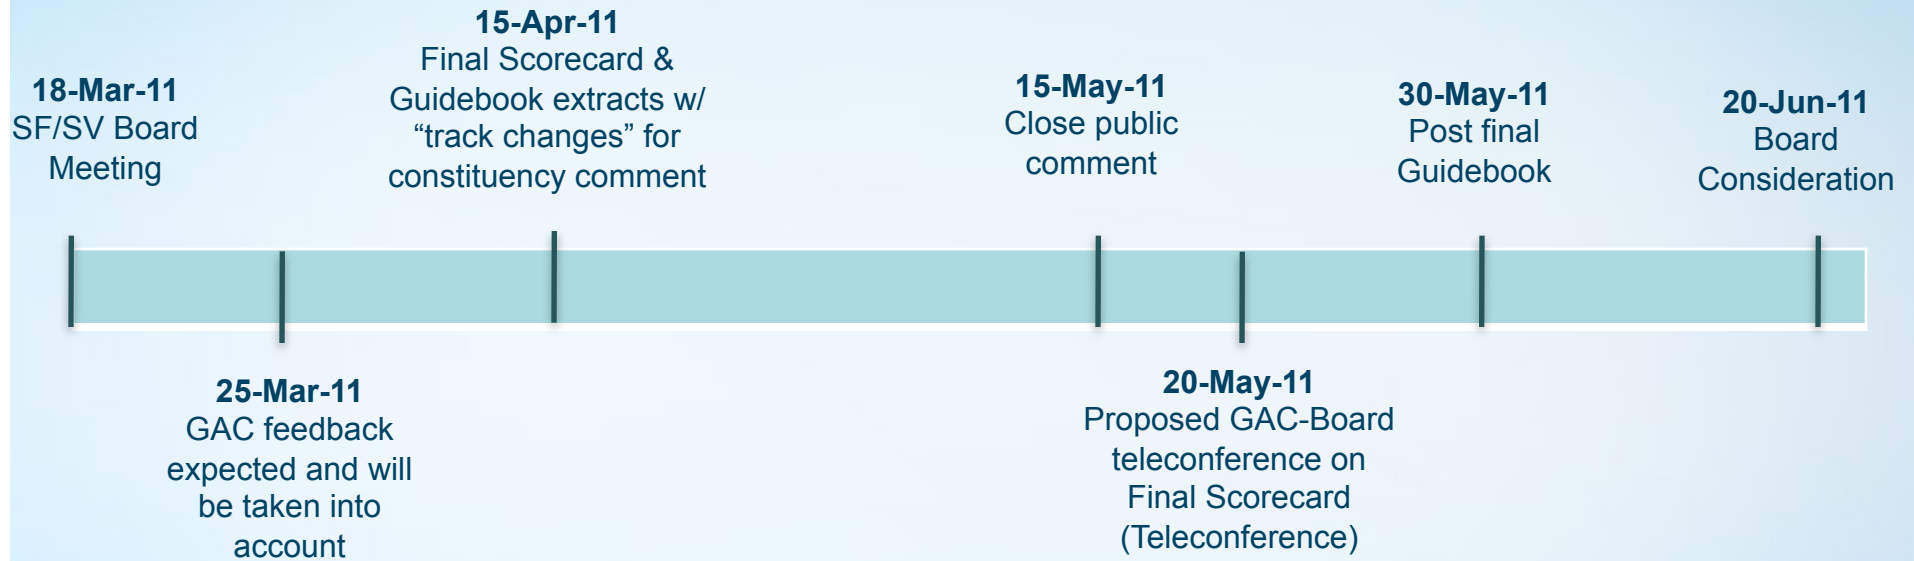 18-Mar-11
SF/SV Board
Meeting
25-Mar-11
GAC feedback
expected and will
be taken into
account
15-Apr-11
Final Scorecard &
Guidebook extracts w/
“track changes” for
constituency comment
15-May-11
Close public
comment
20-May-11
Proposed GAC-Board
teleconference on
Final Scorecard
(Teleconference)
30-May-11
Post final
Guidebook
20-Jun-11
Board
Consideration